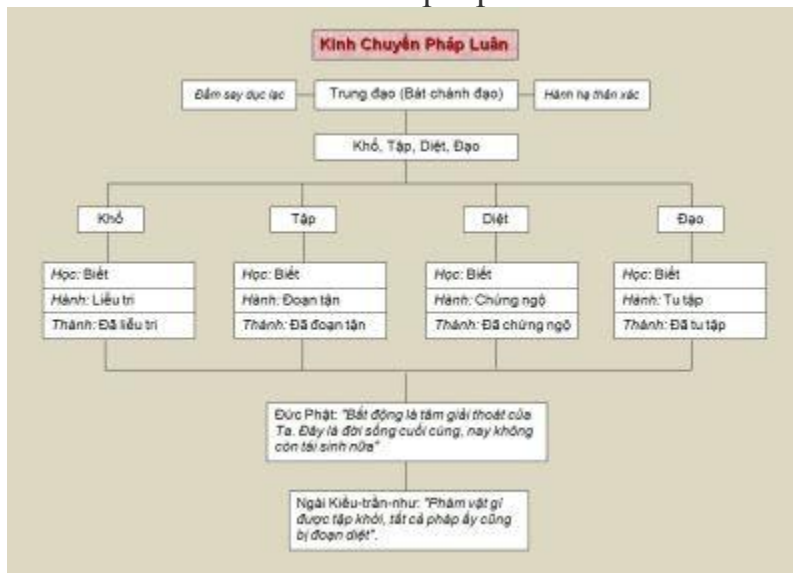 Kinh Chuyển Pháp Luân
Đắm say dục lạc
Trung đạo (Bát chánh đạo)
Hành hạ thân xác
Khổ, Tập, Diệt, Đạo
Khổ
Tập
Diệt
Đạo
Học: Biết
Hành: Liễu tri
Thành: Đã liễu tri
Học: Biết
Hành: Đoạn tận
Thành: Đã đoạn tận
Học: Biết
Hành: Chứng ngộ
Thành: Đã chứng ngộ
Học: Biết
Hành: Tu tập
Thành: Đã tu tập
Đức Phật: "Bất động là tâm giải thoát của
Ta. Đây là đời sống cuối cùng, nay không
còn tái sinh nữa"
Ngài Kiều-trần-như: "Phàm vật gì
được tập khởi, tất cả pháp ấy cũng
bị đoạn diệt".